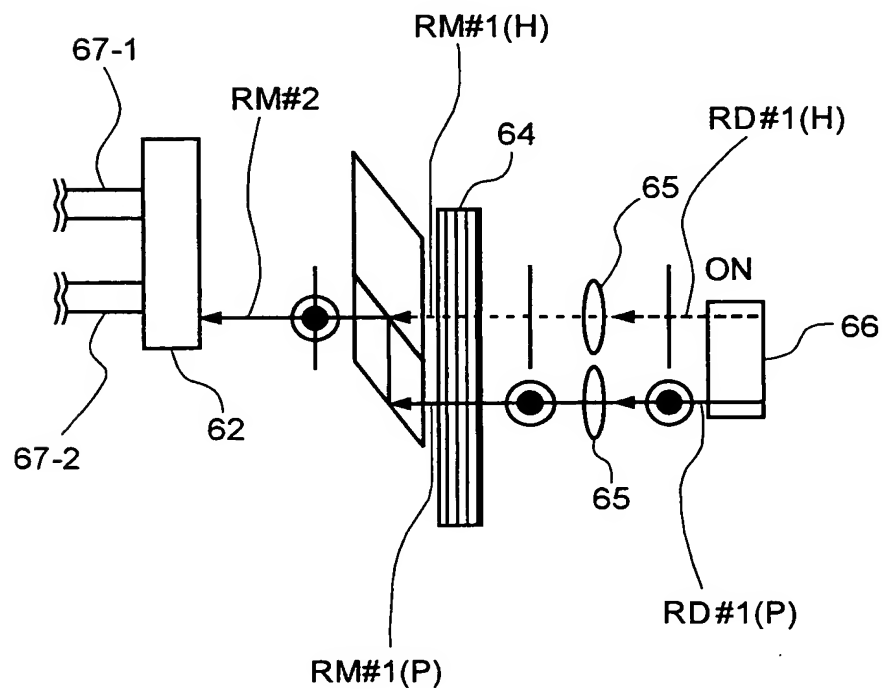 67-1
RM#1(H)
RM#2
RD#1(H)
64
65
ON
66
62
67-2
65
RD#1(P)
RM#1(P)